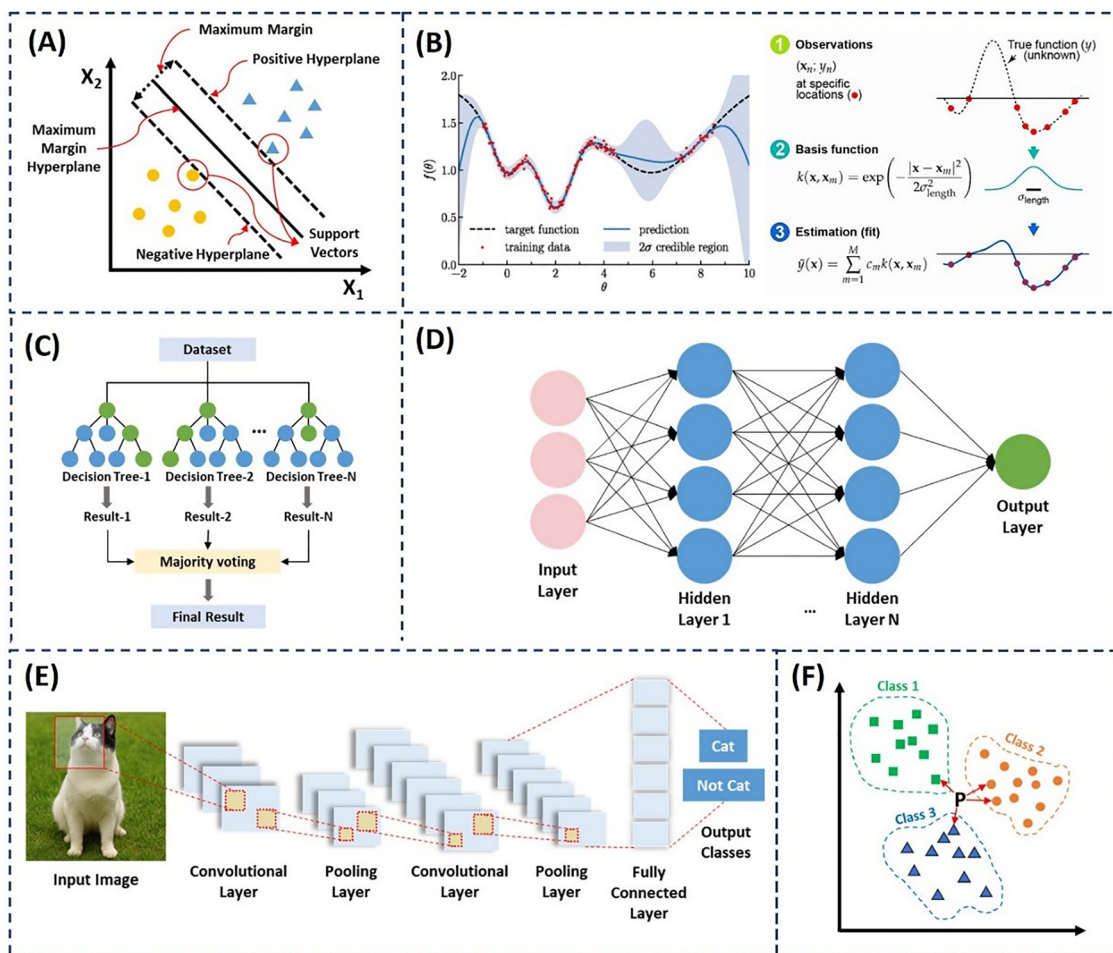 (A)
Maximum Margin
X2
Positive Hyperplane
Maximum
Margin
Hyperplane
Support
Vectors
Negative Hyperplane
X1
(B)
f(θ)
2.0
1.5
1.0
0.5
0.0
−2 0 2 4 6 8 10
θ
target function
training data
prediction
2σ credible region
1 Observations
(xn; yn)
at specific
locations (●)
True function (y)
(unknown)
2 Basis function
k(x, xm) = exp(−|x − xm|²/2σ²length)
σlength
3 Estimation (fit)
ỹ(x) = ∑ᴹm=1 cmk(x, xm)
(C)
Dataset
...
Decision Tree-1 Decision Tree-2 Decision Tree-N
Result-1 Result-2 Result-N
Majority voting
Final Result
(D)
Input
Layer
Hidden
Layer 1
...
Hidden
Layer N
Output
Layer
(E)
Input Image
Convolutional
Layer
Pooling
Layer
Convolutional
Layer
Pooling
Layer
Fully
Connected
Layer
Cat
Not Cat
Output
Classes
(F)
Class 1
Class 2
P
Class 3